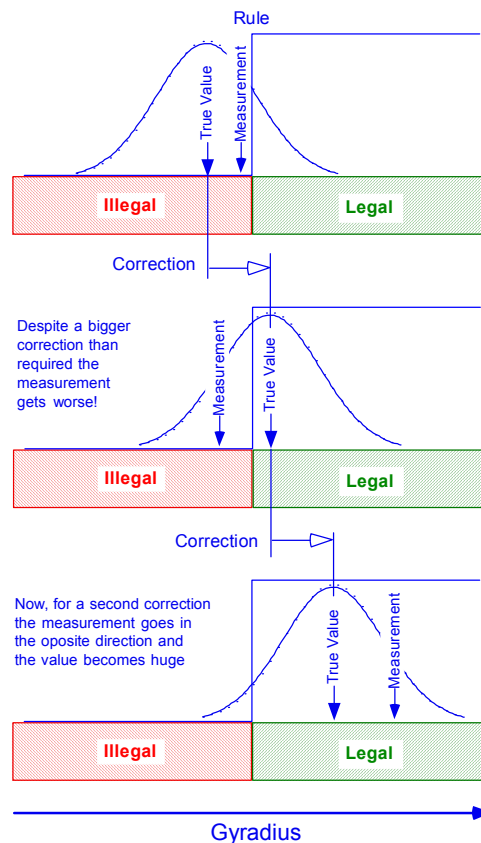 Rule
True Value
Measurement
Illegal
Legal
Correction
Despite a bigger
correction than
required the
measurement
gets worse!
Measurement
True Value
Illegal
Legal
Correction
Now, for a second correction
the measurement goes in
the oposite direction and
the value becomes huge
True Value
Measurement
Illegal
Legal
Gyradius